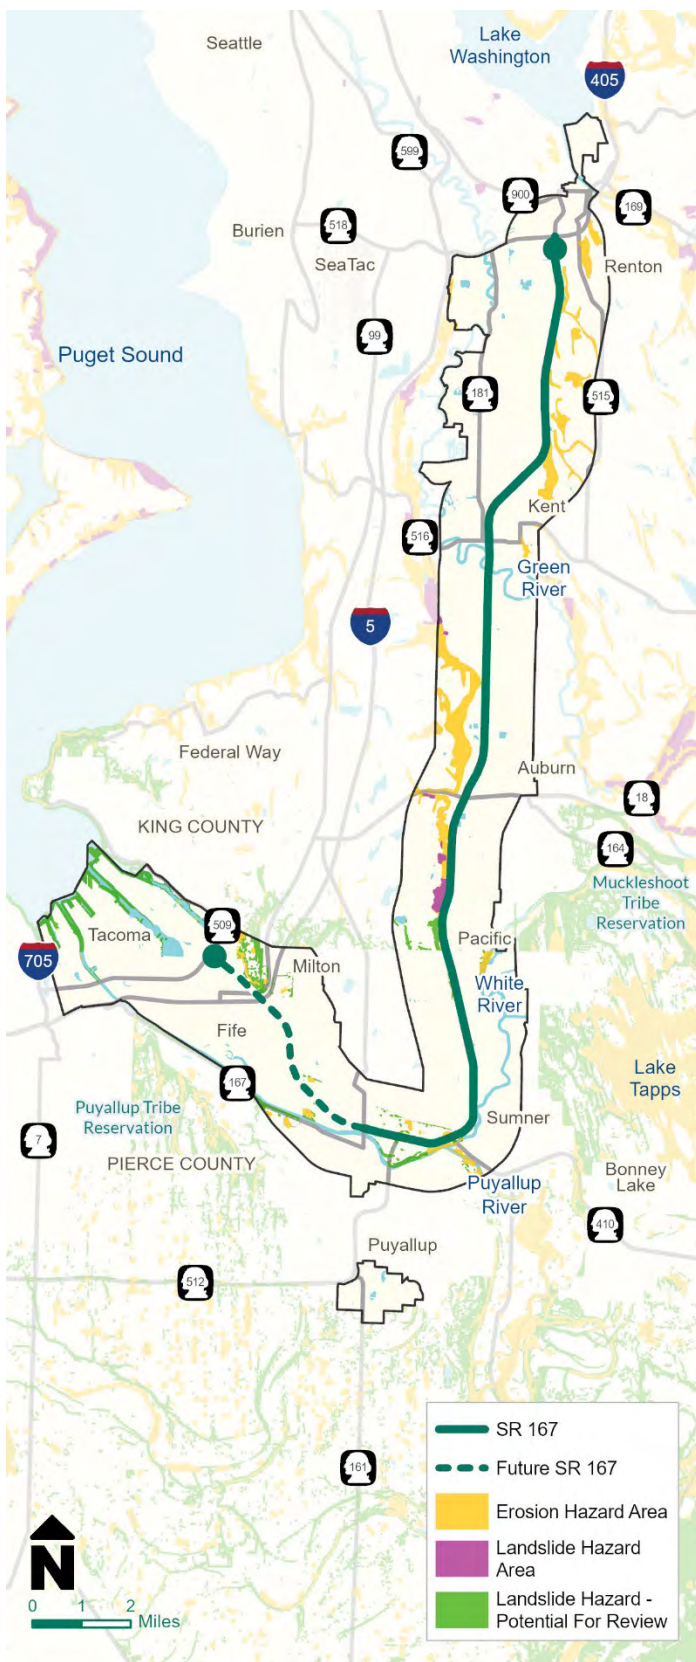 Seattle
Lake
Washington
405
599
900
169
518
Burien
SeaTac
Renton
99
Puget Sound
181
515
Kent
516
Green
River
5
Federal Way
Auburn
18
KING COUNTY
164
Muckleshoot
Tribe
Reservation
509
Tacoma
Pacific
705
Milton
White
River
Fife
Lake
Tapps
167
Puyallup Tribe
Reservation
Sumner
7
PIERCE COUNTY
Bonney
Lake
Puyallup
River
410
Puyallup
512
SR 167
161
Future SR 167
Erosion Hazard Area
Landslide Hazard
Area
Landslide Hazard -
Potential For Review
N
0 1 2
Miles